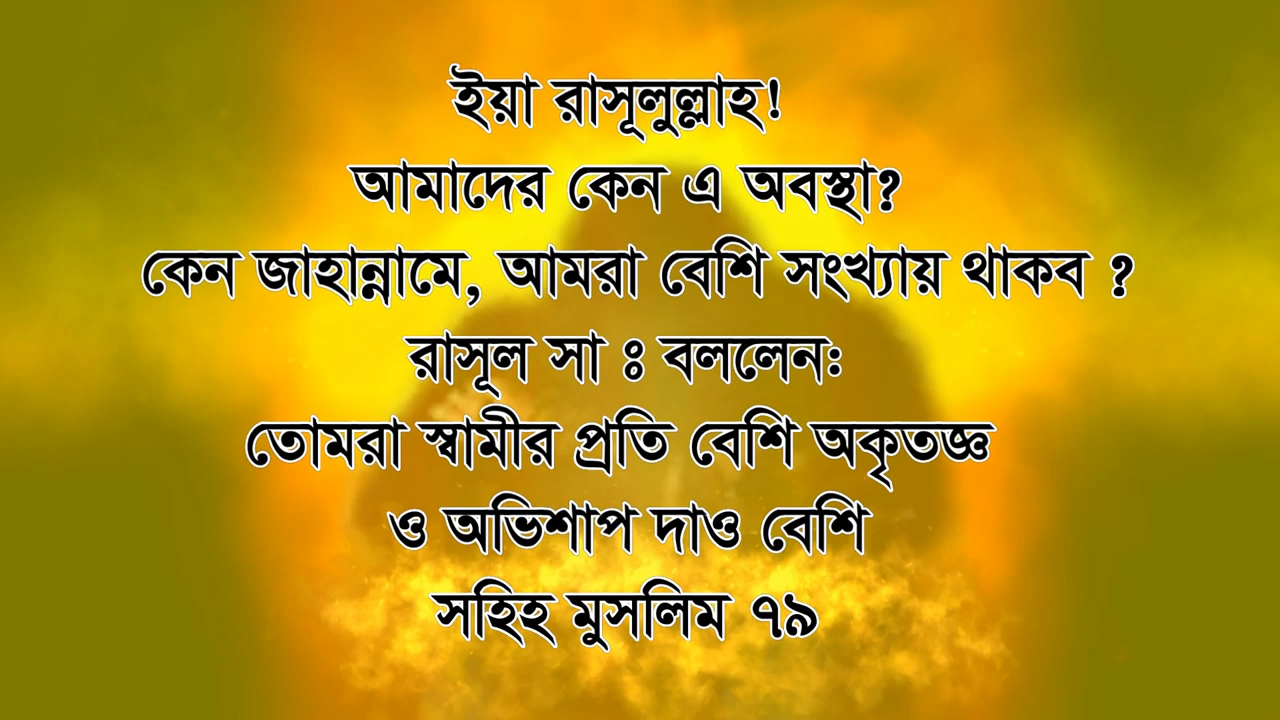 ইয়া রাসূলুল্লাহ!
আমাদের কেন এ অবস্থা?
কেন জাহান্নামে, আমরা বেশি সংখ্যায় থাকব ?
রাসূল সা ঃ বললেনঃ
তোমরা স্বামীর প্রতি বেশি অকৃতজ্ঞ
ও অভিশাপ দাও বেশি
সহিহ মুসলিম ৭৯